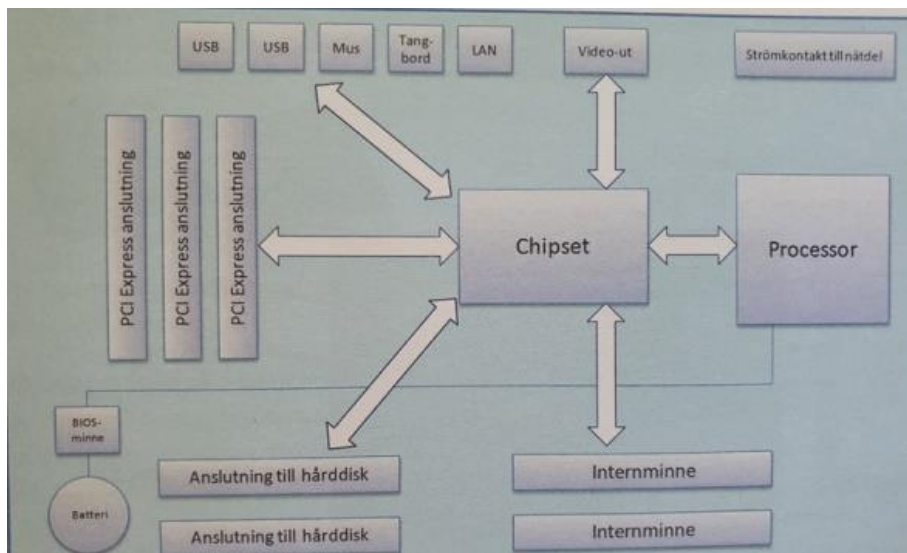 USB
USB
Mus
Tang-
bord
LAN
Video-ut
Strömkontakt till nätdel
PCI Express anslutning
PCI Express anslutning
PCI Express anslutning
Chipset
Processor
BIOS-
minne
Batteri
Anslutning till hårddisk
Internminne
Anslutning till hårddisk
Internminne